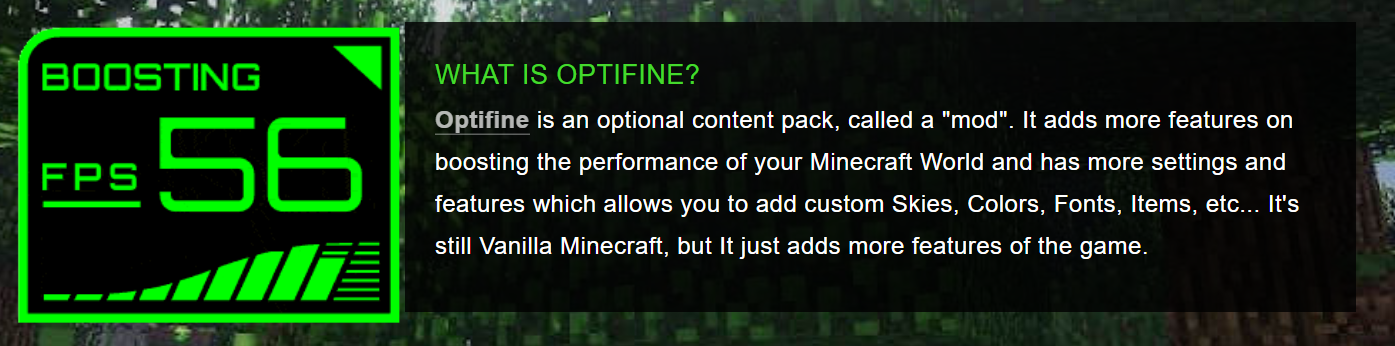 BOOSTING
FPS 56
WHAT IS OPTIFINE?
Optifine is an optional content pack, called a "mod". It adds more features on
boosting the performance of your Minecraft World and has more settings and
features which allows you to add custom Skies, Colors, Fonts, Items, etc... It's
still Vanilla Minecraft, but It just adds more features of the game.